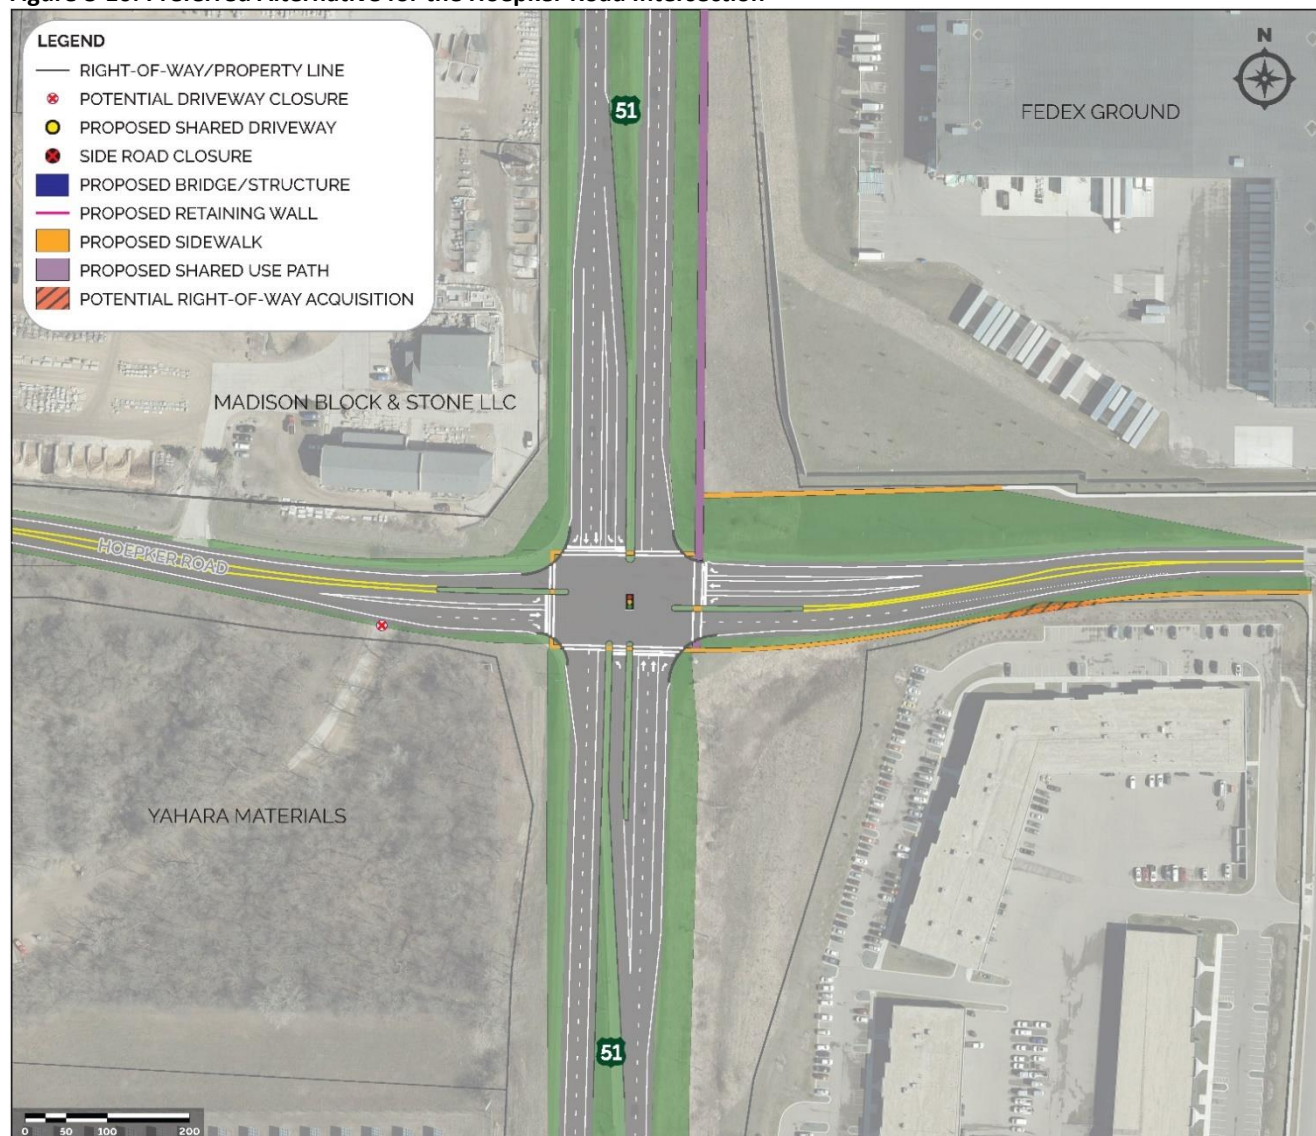 LEGEND
RIGHT-OF-WAY/PROPERTY LINE
POTENTIAL DRIVEWAY CLOSURE
PROPOSED SHARED DRIVEWAY
SIDE ROAD CLOSURE
PROPOSED BRIDGE/STRUCTURE
PROPOSED RETAINING WALL
PROPOSED SIDEWALK
PROPOSED SHARED USE PATH
POTENTIAL RIGHT-OF-WAY ACQUISITION
N
51
FEDEX GROUND
MADISON BLOCK & STONE LLC
HOEPKER ROAD
YAHARA MATERIALS
51
0 50 100 200